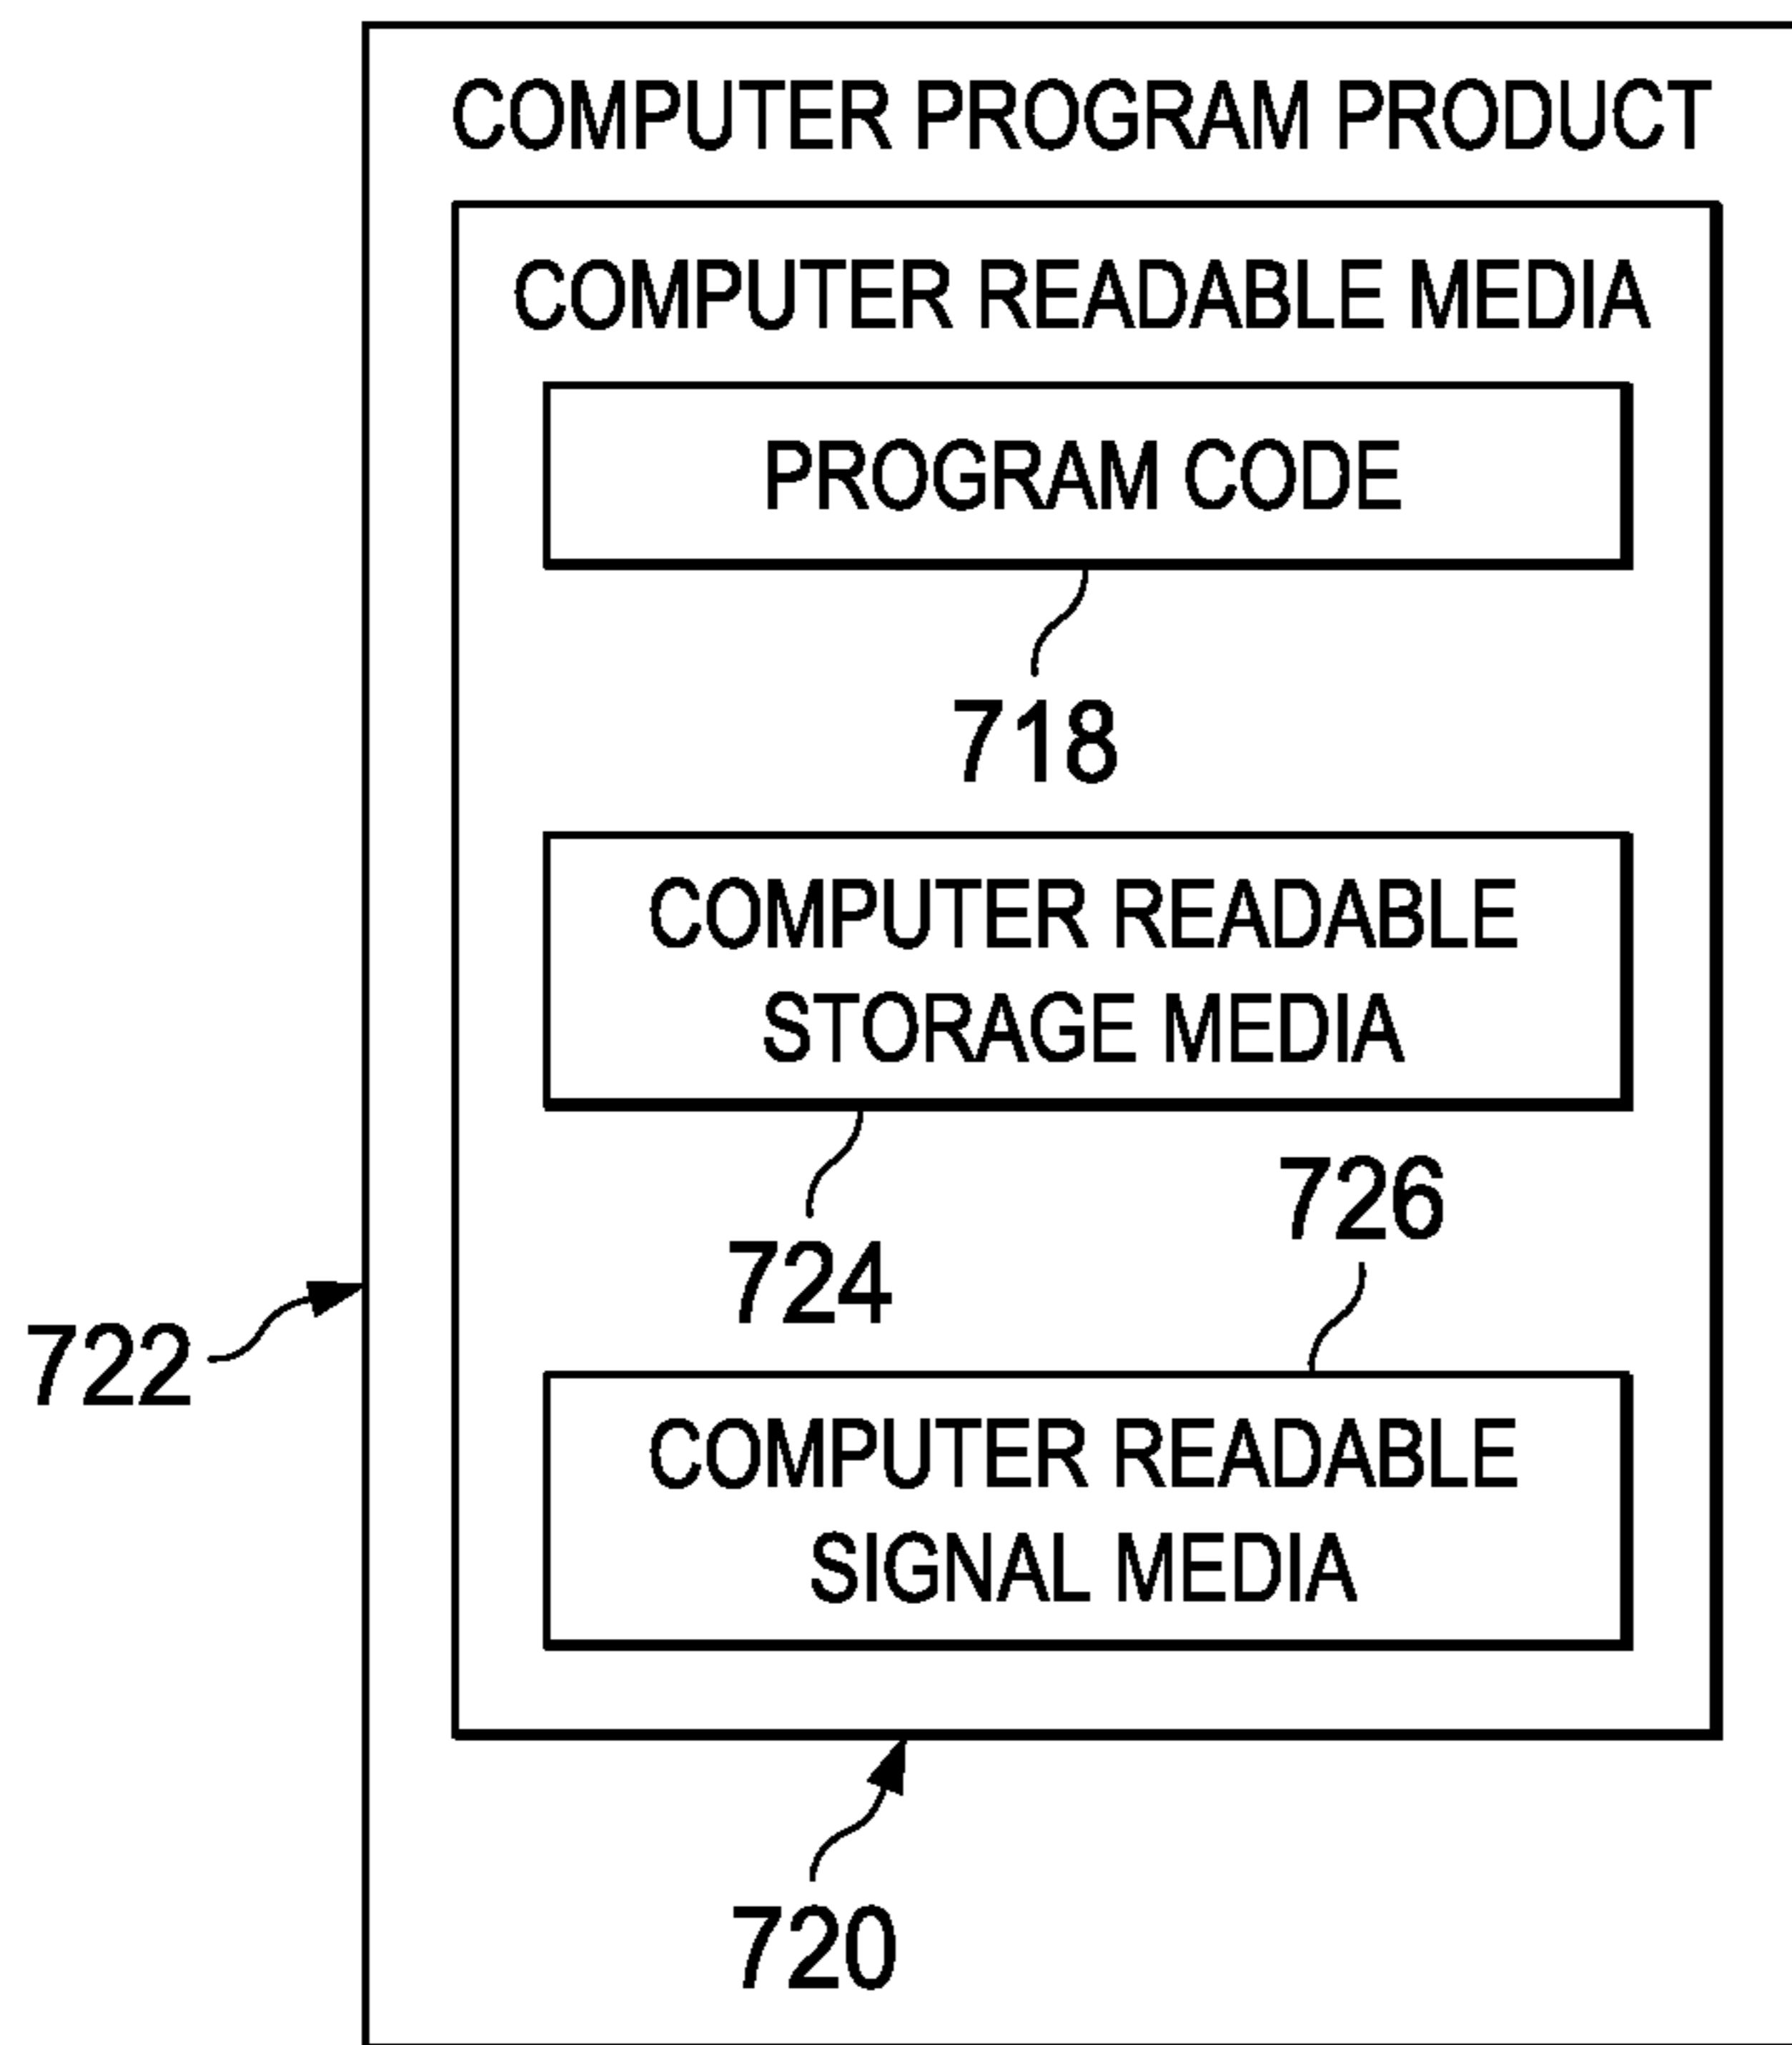 COMPUTER PROGRAM PRODUCT
COMPUTER READABLE MEDIA
PROGRAM CODE
718
COMPUTER READABLE
STORAGE MEDIA
724
726
722
COMPUTER READABLE
SIGNAL MEDIA
720